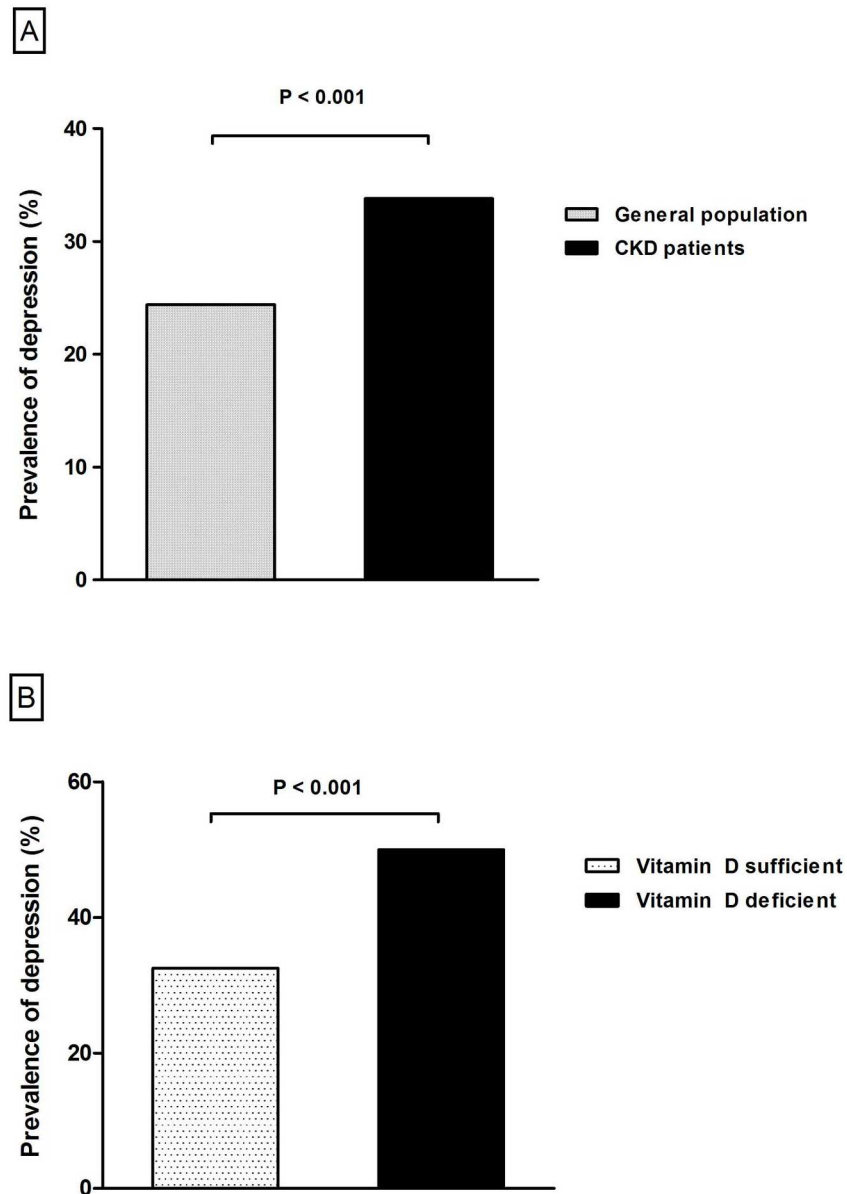 A
P < 0.001
Prevalence of depression (%)
40
30
20
10
0
General population
CKD patients
B
P < 0.001
Prevalence of depression (%)
60
40
20
0
Vitamin D sufficient
Vitamin D deficient